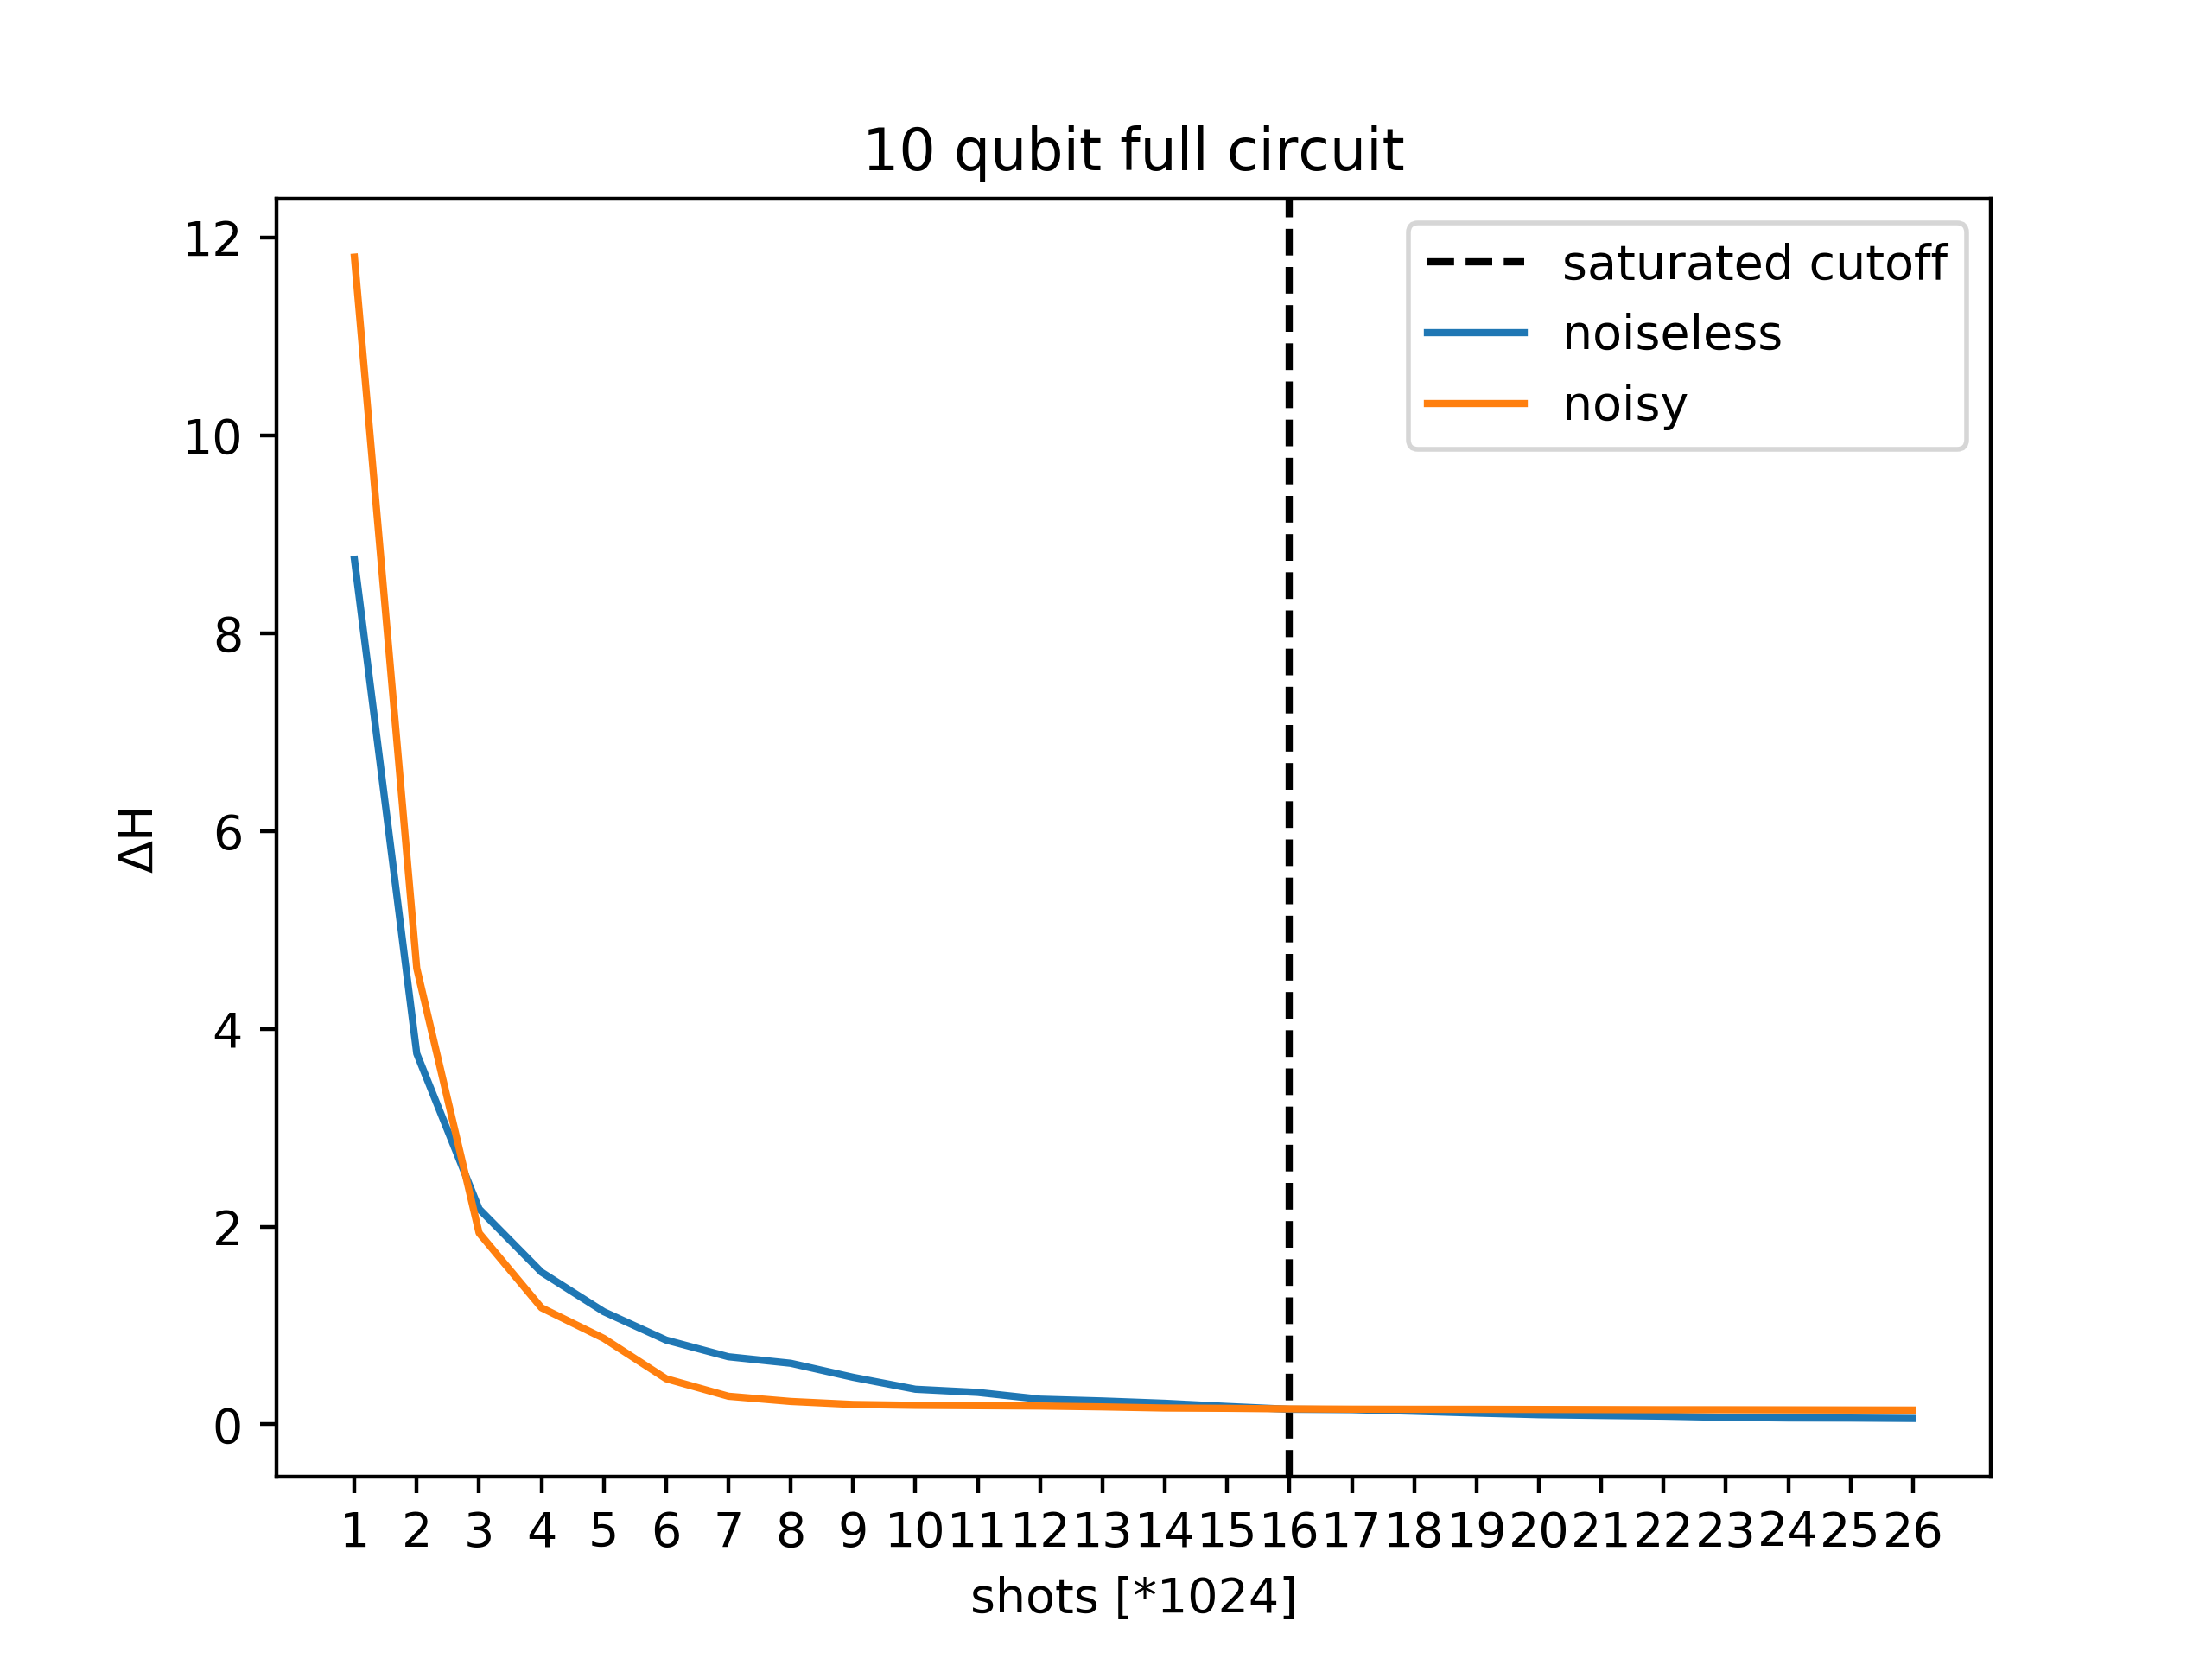 10 qubit full circuit
12
10
8
6
4
2
0
ΔH
saturated cutoff
noiseless
noisy
1 2 3 4 5 6 7 8 9 10 11 12 13 14 15 16 17 18 19 20 21 22 23 24 25 26
shots [*1024]